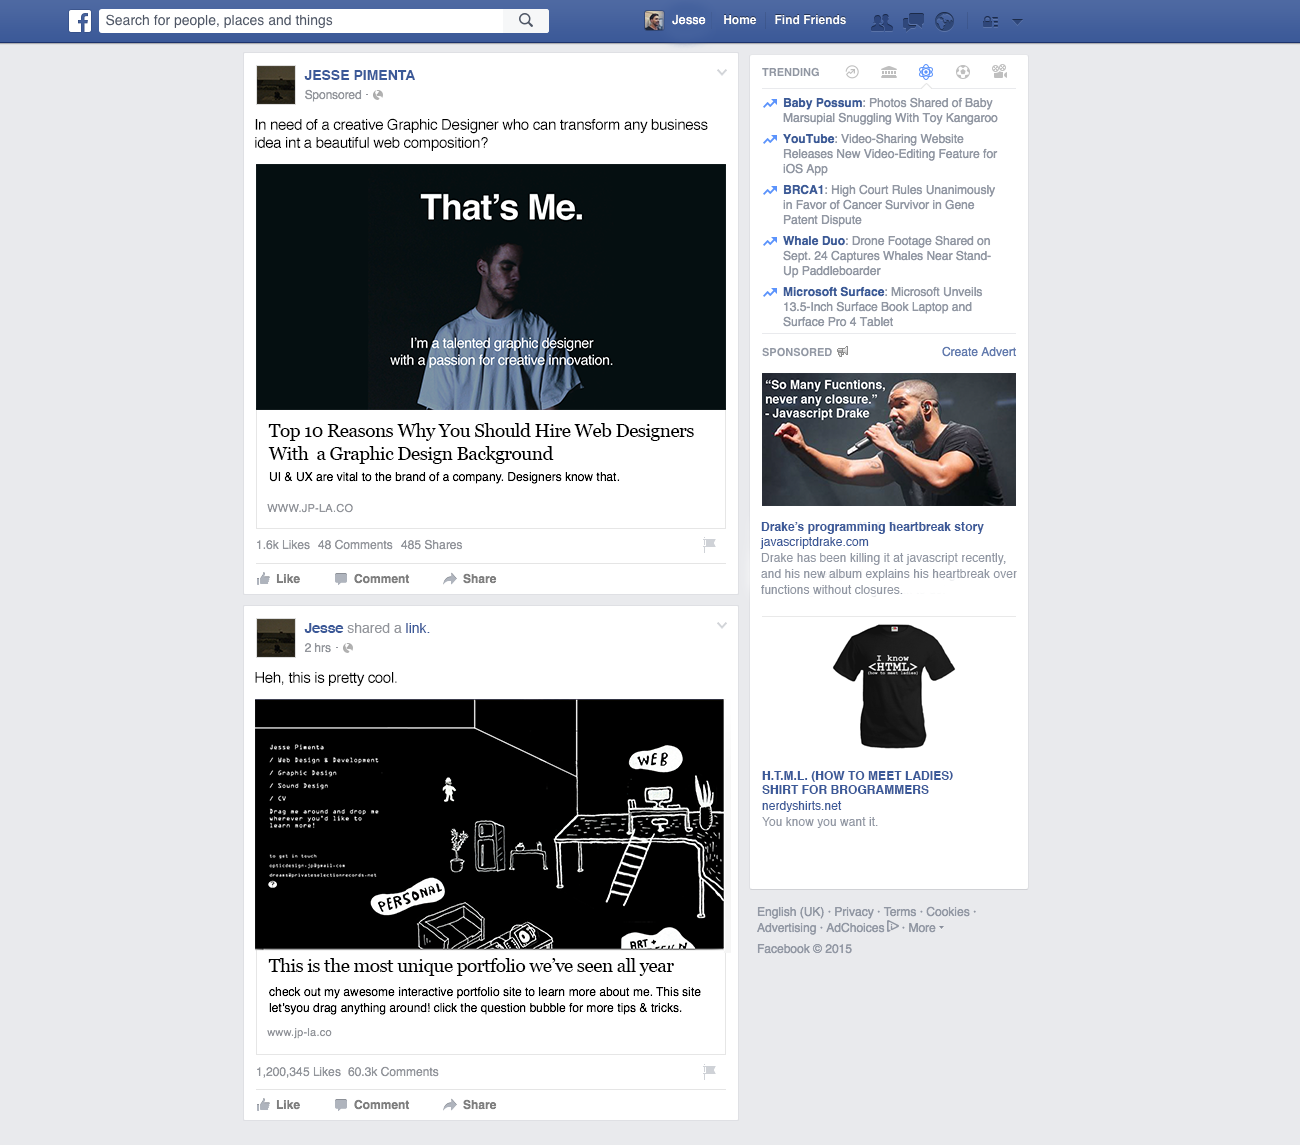 Search for people, places and things
Jesse
Home
Find Friends
JESSE PIMENTA
Sponsored ·
In need of a creative Graphic Designer who can transform any business
idea int a beautiful web composition?
That's Me.
I'm a talented graphic designer
with a passion for creative innovation.
Top 10 Reasons Why You Should Hire Web Designers
With a Graphic Design Background
UI & UX are vital to the brand of a company. Designers know that.
WWW.JP-LA.CO
1.6k Likes 48 Comments 485 Shares
Like Comment Share
Jesse shared a link.
2 hrs ·
Heh, this is pretty cool.
Jesse Pimenta
/ Web Design & Development
/ Graphic Design
/ Sound Design
/ CV
Drag me around and drop me
wherever you'd like to
learn more!
to get in touch
opticdesign.jp@gmail.com
dreams@privateselectionrecords.net
?
WEB
PERSONAL
ART +
This is the most unique portfolio we've seen all year
check out my awesome interactive portfolio site to learn more about me. This site
let'syou drag anything around! click the question bubble for more tips & tricks.
www.jp-la.co
1,200,345 Likes 60.3k Comments
Like Comment Share
TRENDING
Baby Possum: Photos Shared of Baby
Marsupial Snuggling With Toy Kangaroo
YouTube: Video-Sharing Website
Releases New Video-Editing Feature for
iOS App
BRCA1: High Court Rules Unanimously
in Favor of Cancer Survivor in Gene
Patent Dispute
Whale Duo: Drone Footage Shared on
Sept. 24 Captures Whales Near Stand-
Up Paddleboarder
Microsoft Surface: Microsoft Unveils
13.5-Inch Surface Book Laptop and
Surface Pro 4 Tablet
SPONSORED
Create Advert
“So Many Fucntions,
never any closure.”
- Javascript Drake
Drake's programming heartbreak story
javascriptdrake.com
Drake has been killing it at javascript recently,
and his new album explains his heartbreak over
functions without closures.
I know
<HTML>
(how to meet ladies)
H.T.M.L. (HOW TO MEET LADIES)
SHIRT FOR BROGRAMMERS
nerdyshirts.net
You know you want it.
English (UK) · Privacy · Terms · Cookies ·
Advertising · AdChoices · More
Facebook © 2015